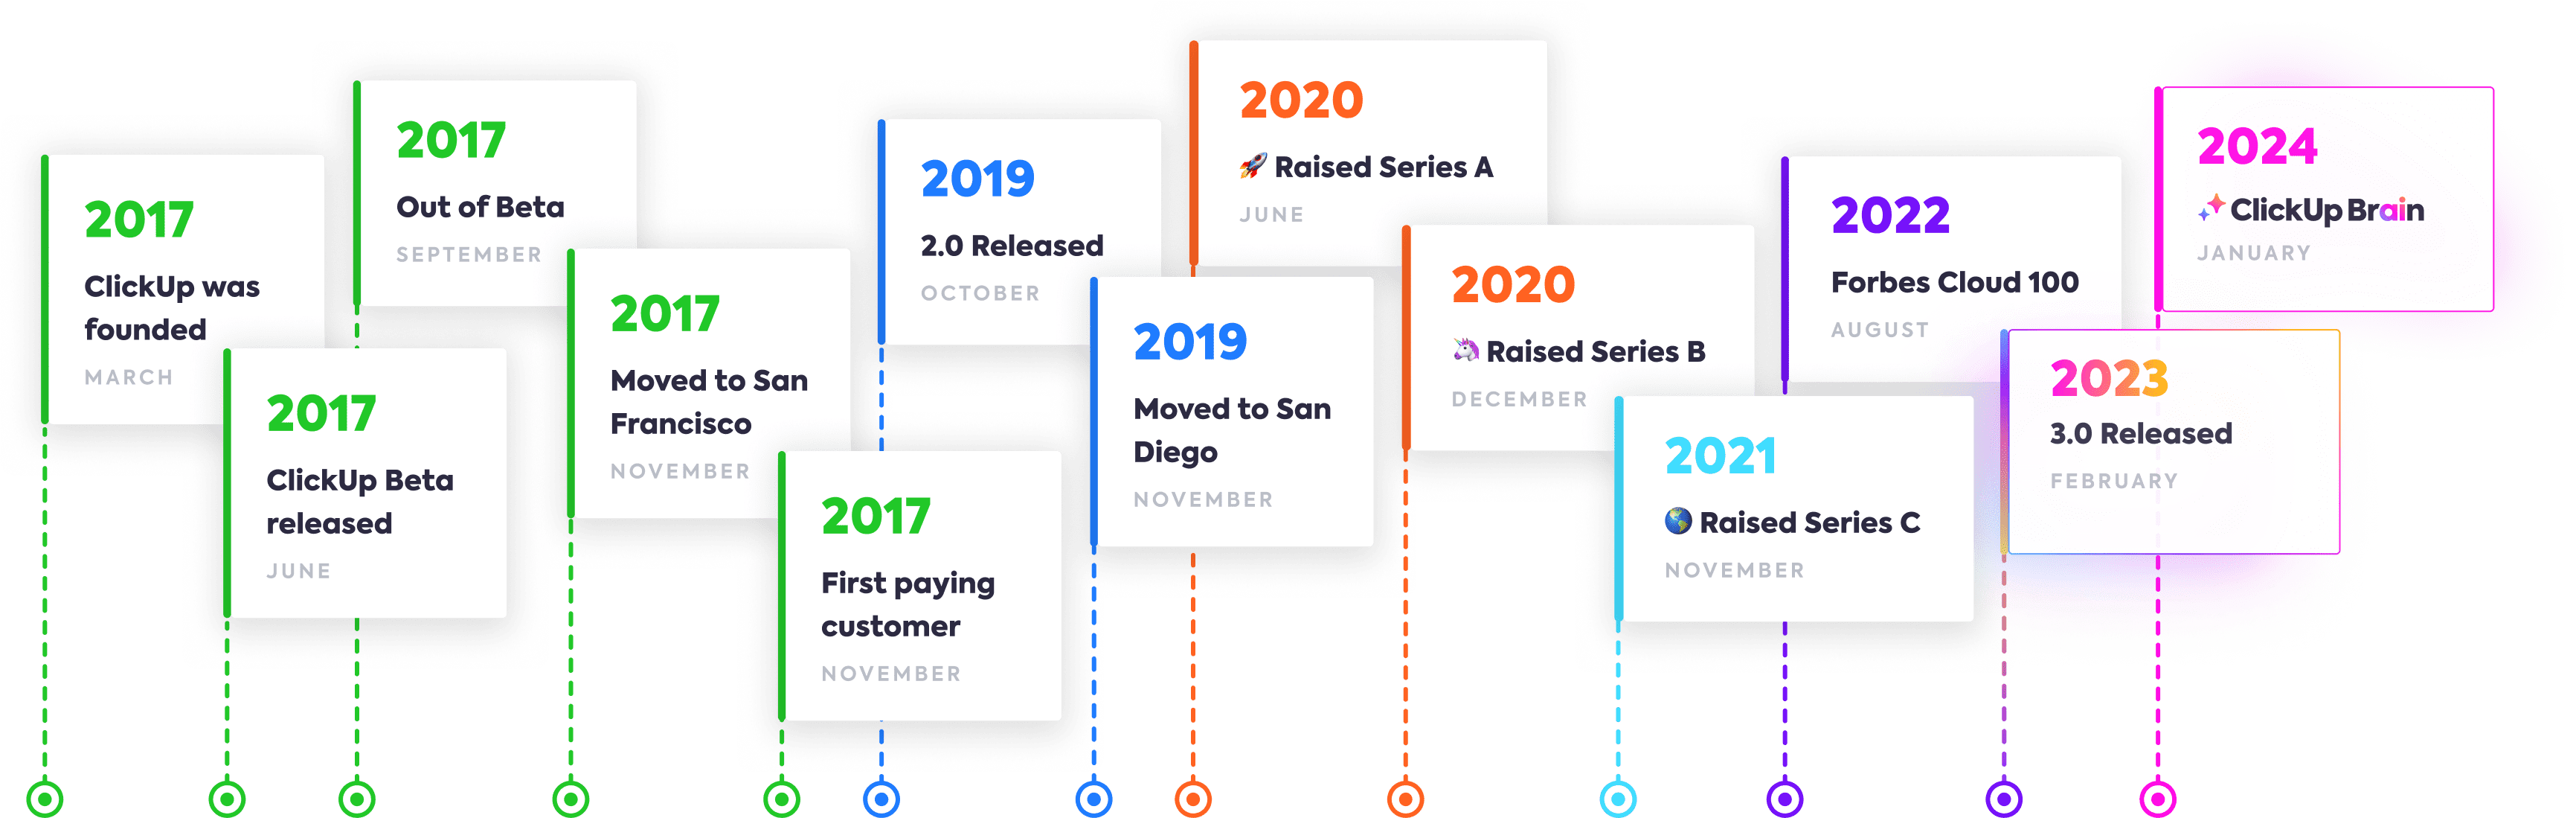 2017
ClickUp was
founded
MARCH
2017
ClickUp Beta
released
JUNE
2017
Out of Beta
SEPTEMBER
2017
Moved to San
Francisco
NOVEMBER
2017
First paying
customer
NOVEMBER
2019
2.0 Released
OCTOBER
2019
Moved to San
Diego
NOVEMBER
2020
🚀 Raised Series A
JUNE
2020
🦄 Raised Series B
DECEMBER
2021
🌎 Raised Series C
NOVEMBER
2022
Forbes Cloud 100
AUGUST
2023
3.0 Released
FEBRUARY
2024
ClickUp Brain
JANUARY